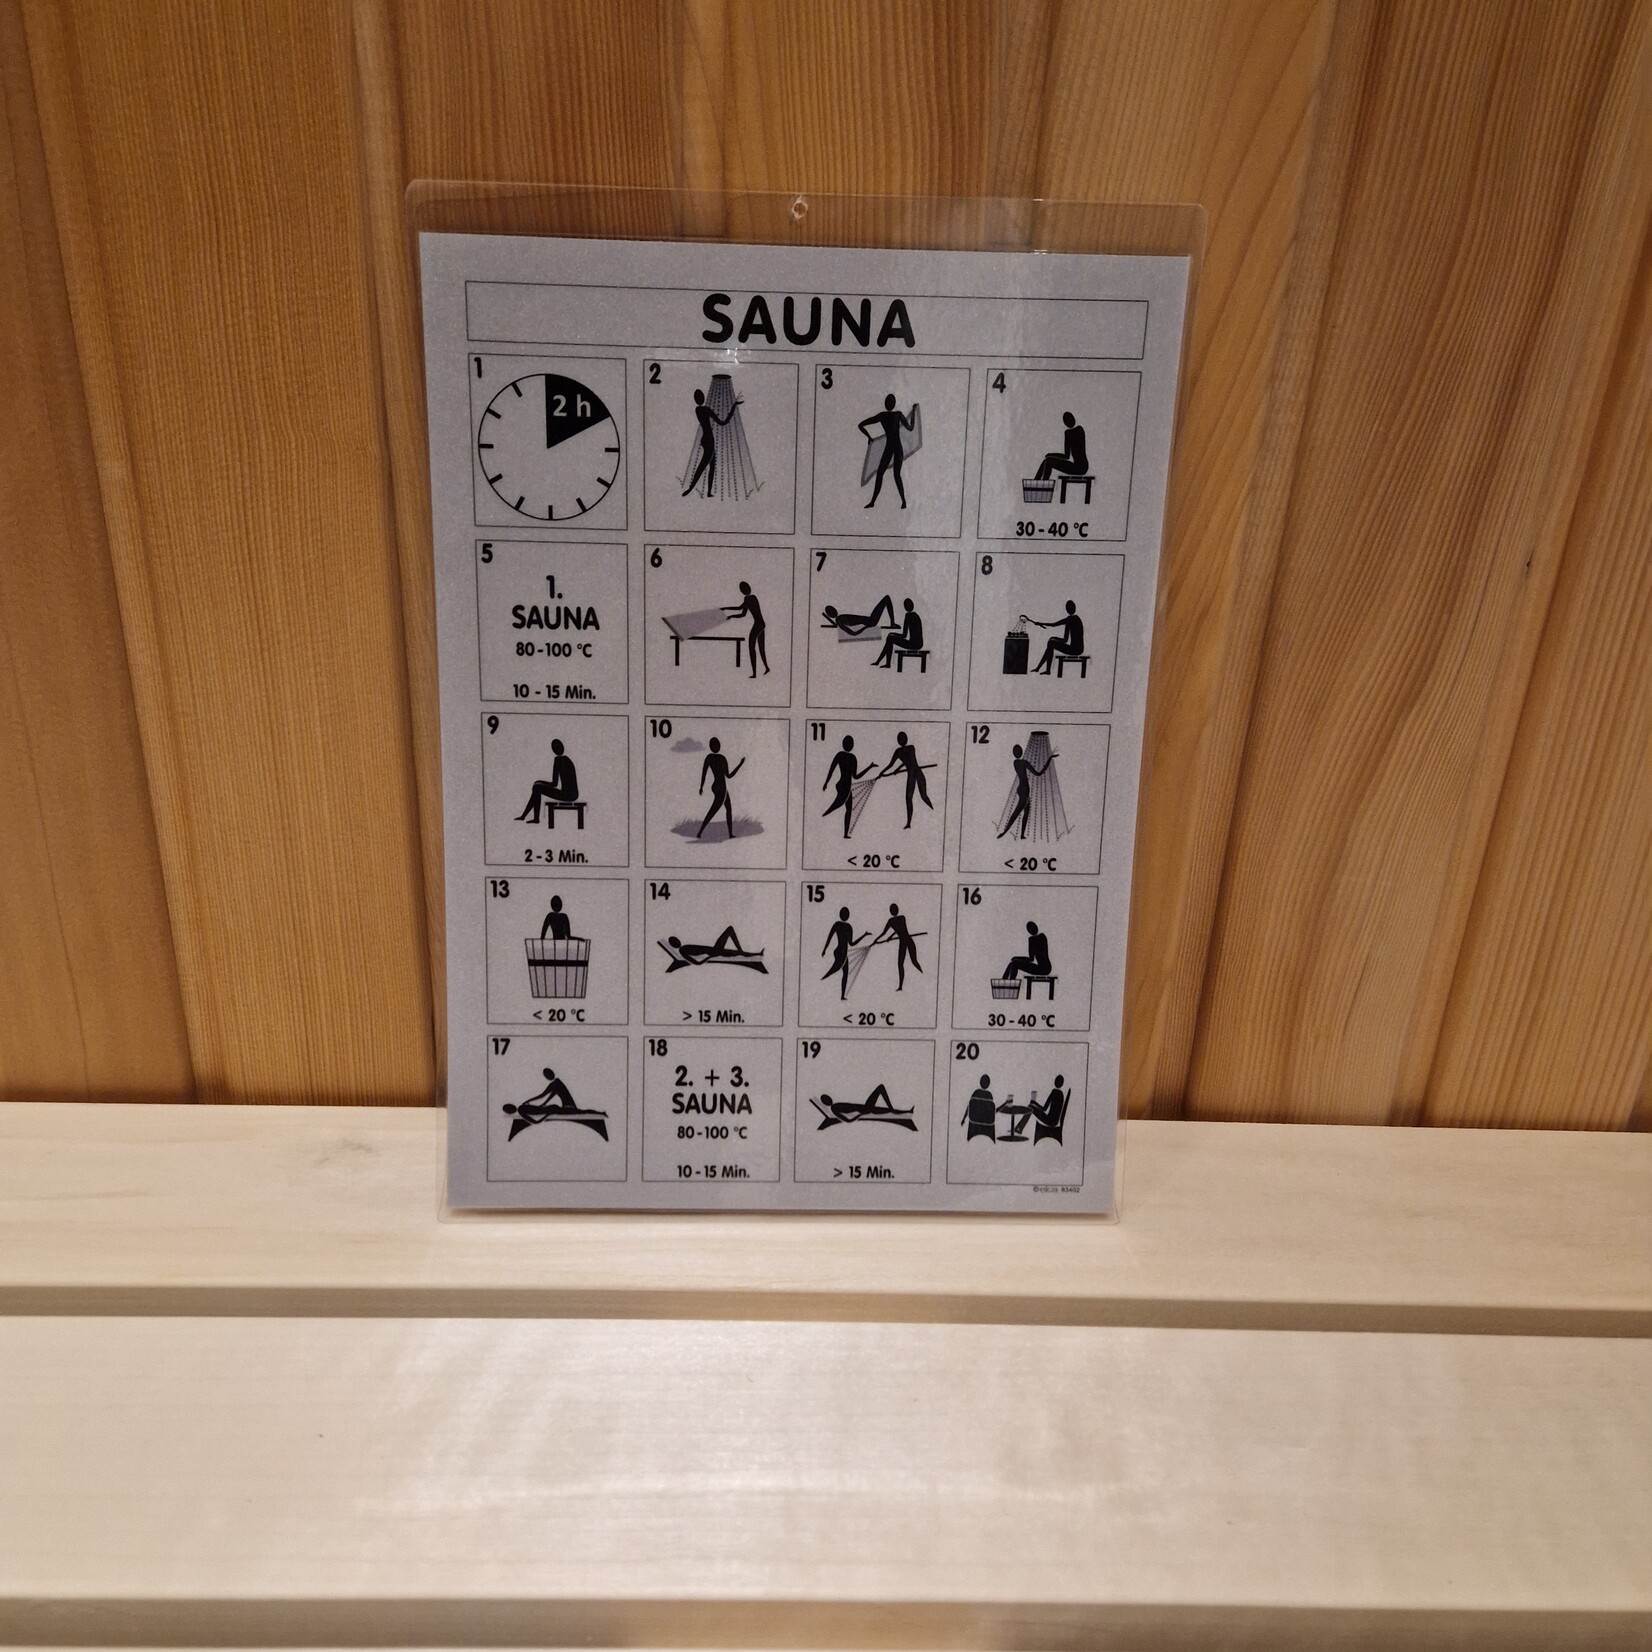 SAUNA
1
2 h
2
3
4
30 - 40 °C
5
1.
SAUNA
80-100 °C
10 - 15 Min.
6
7
8
9
2 - 3 Min.
10
11
< 20 °C
12
< 20 °C
13
< 20 °C
14
> 15 Min.
15
< 20 °C
16
30 - 40 °C
17
18
2. + 3.
SAUNA
80-100 °C
10 - 15 Min.
19
> 15 Min.
20